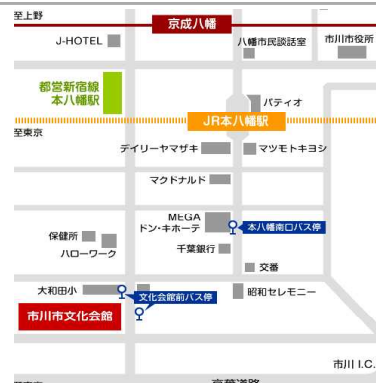 至上野
京成八幡
J-HOTEL
八幡市民談話室
市川市役所
都営新宿線
本八幡駅
パティオ
JR本八幡駅
至東京
デイリーヤマザキ
マツモトキヨシ
マクドナルド
MEGA
ドン・キホーテ
本八幡南口バス停
保健所
千葉銀行
ハローワーク
交番
大和田小
文化会館前バス停
昭和セレモニー
市川市文化会館
市川 I.C.